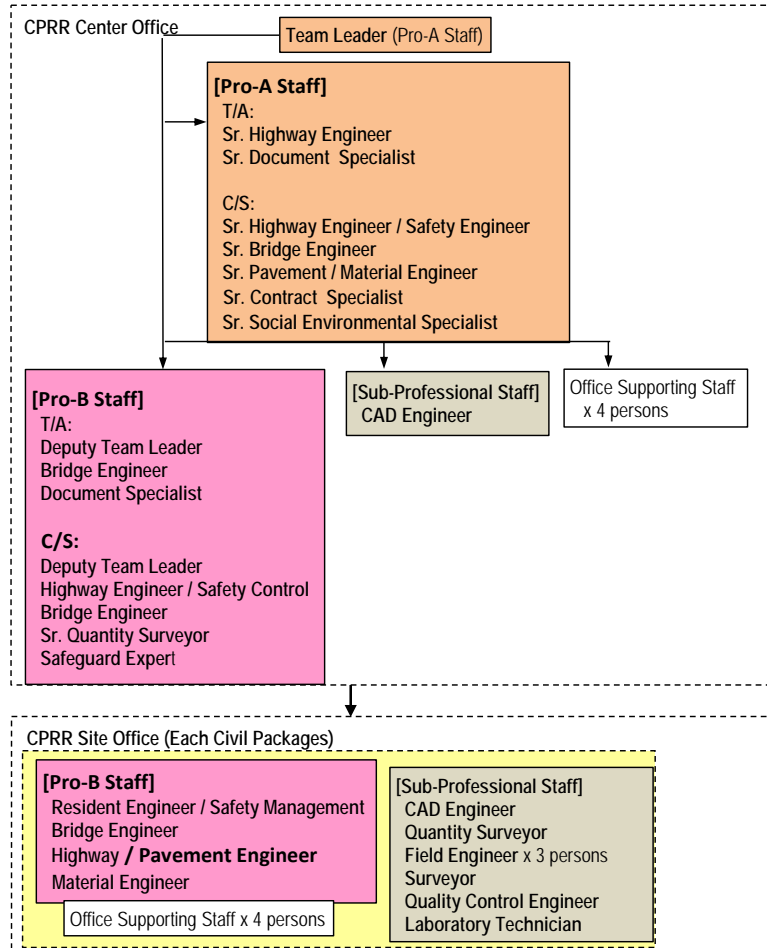 CPRR Center Office
Team Leader (Pro-A Staff)
[Pro-A Staff]
T/A:
Sr. Highway Engineer
Sr. Document Specialist
C/S:
Sr. Highway Engineer / Safety Engineer
Sr. Bridge Engineer
Sr. Pavement / Material Engineer
Sr. Contract Specialist
Sr. Social Environmental Specialist
[Pro-B Staff]
T/A:
Deputy Team Leader
Bridge Engineer
Document Specialist
C/S:
Deputy Team Leader
Highway Engineer / Safety Control
Bridge Engineer
Sr. Quantity Surveyor
Safeguard Expert
[Sub-Professional Staff]
CAD Engineer
Office Supporting Staff
x 4 persons
CPRR Site Office (Each Civil Packages)
[Pro-B Staff]
Resident Engineer / Safety Management
Bridge Engineer
Highway / Pavement Engineer
Material Engineer
Office Supporting Staff x 4 persons
[Sub-Professional Staff]
CAD Engineer
Quantity Surveyor
Field Engineer x 3 persons
Surveyor
Quality Control Engineer
Laboratory Technician